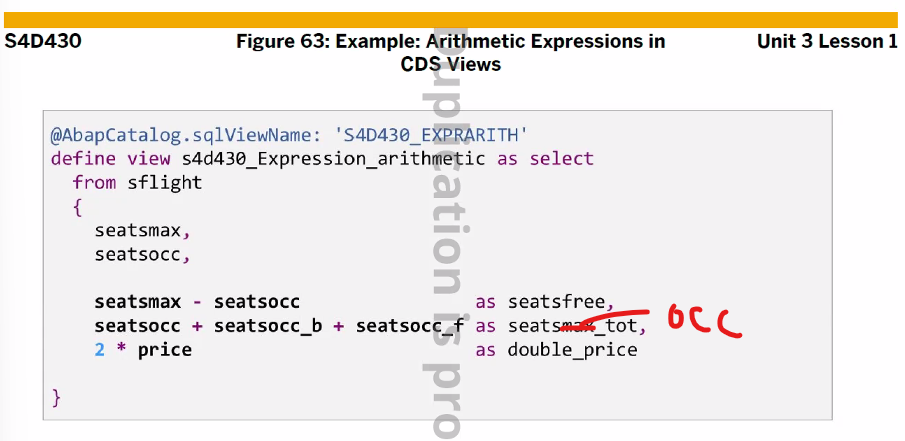 S4D430
Figure 63: Example: Arithmetic Expressions in
CDS Views
Unit 3 Lesson 1
@AbapCatalog.sqlViewName: 'S4D430_EXPRARITH'
define view s4d430_Expression_arithmetic as select
from sflight
{
seatsmax,
seatsocc,
seatsmax - seatsocc as seatsfree,
seatsocc + seatsocc_b + seatsocc_f as seatsmax_tot,
occ
2 * price as double_price
}
Duplication is pro